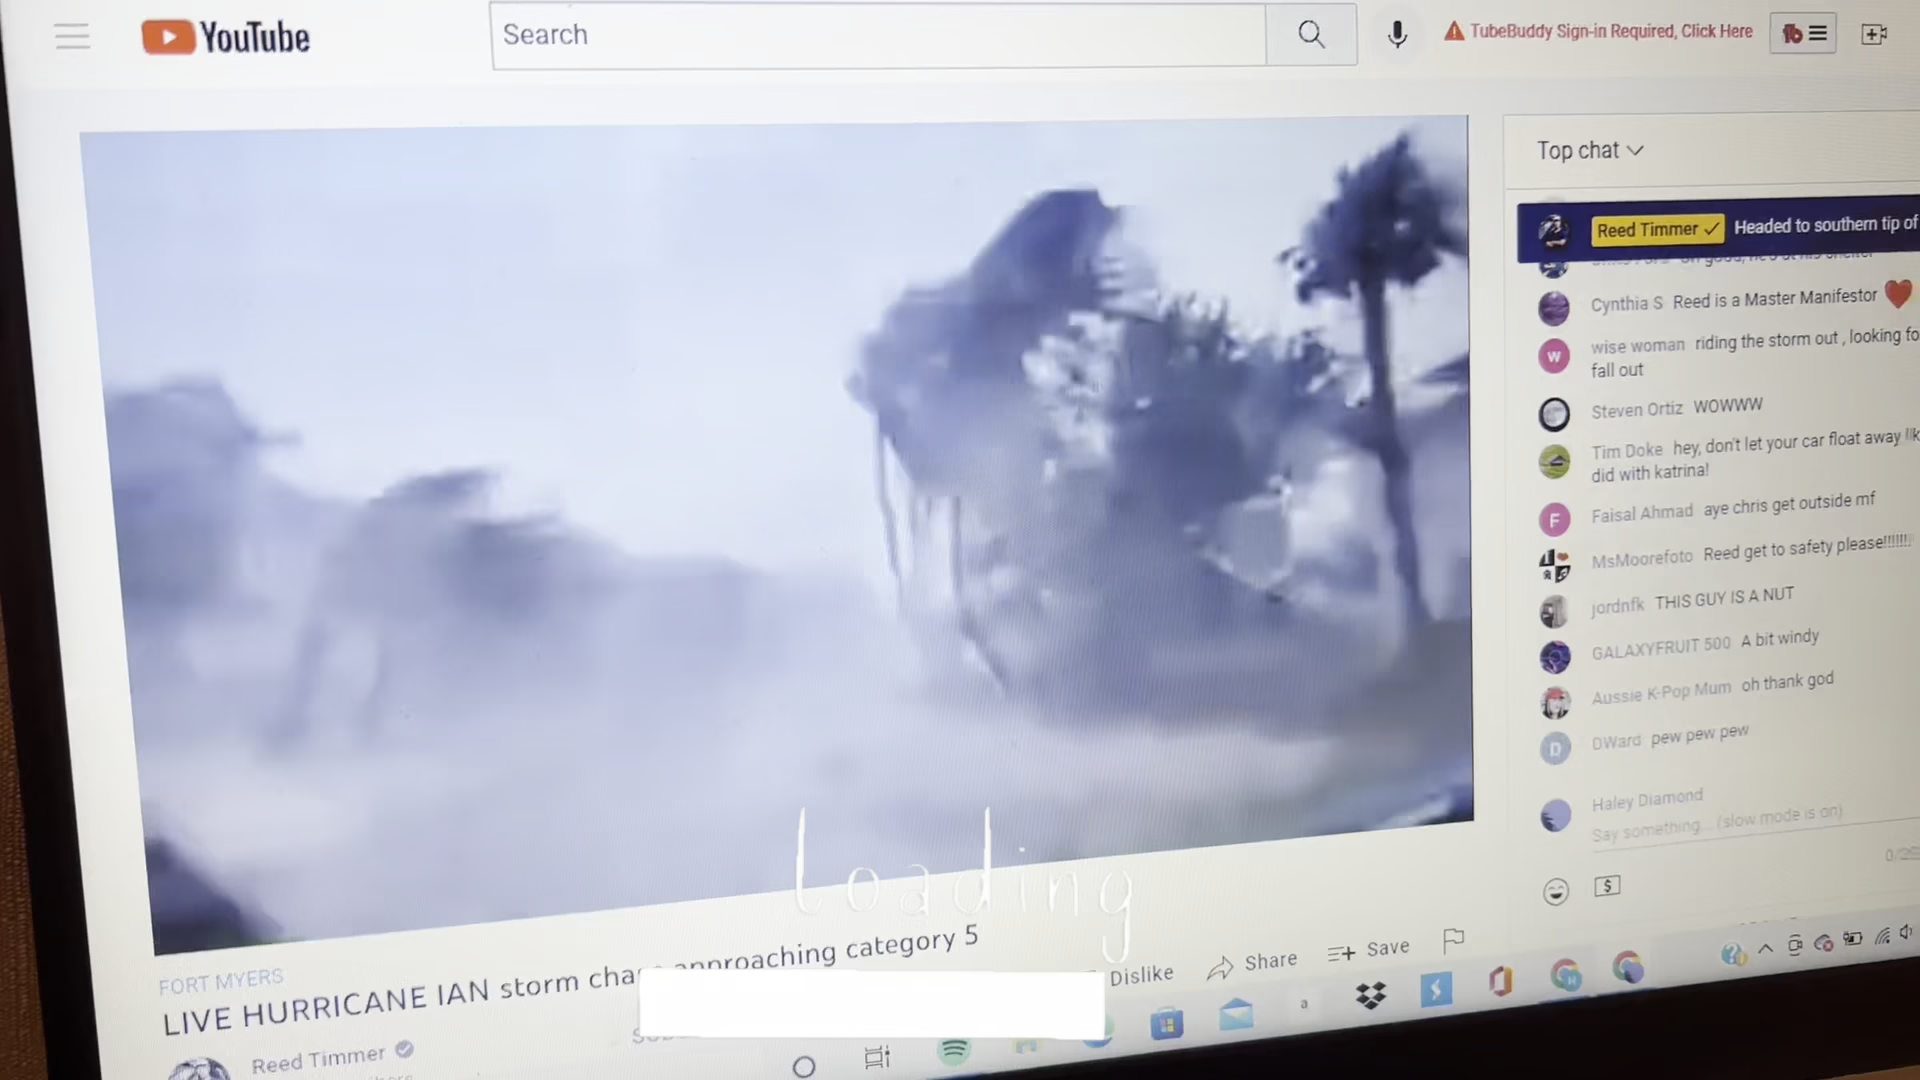 YouTube
Search
TubeBuddy Sign-in Required, Click Here
Top chat
Reed Timmer Headed to southern tip of
Cynthia S Reed is a Master Manifestor
W wise woman riding the storm out , looking fo
fall out
Steven Ortiz WOWWW
Tim Doke hey, don't let your car float away lik
did with katrina!
F Faisal Ahmad aye chris get outside mf
MsMoorefoto Reed get to safety please!!!!!!!
jordnfk THIS GUY IS A NUT
GALAXYFRUIT 500 A bit windy
Aussie K-Pop Mum oh thank god
D DWard pew pew pew
Haley Diamond
Say something... (slow mode is on)
loading
FORT MYERS
LIVE HURRICANE IAN storm cha approaching category 5
Dislike Share Save
Reed Timmer